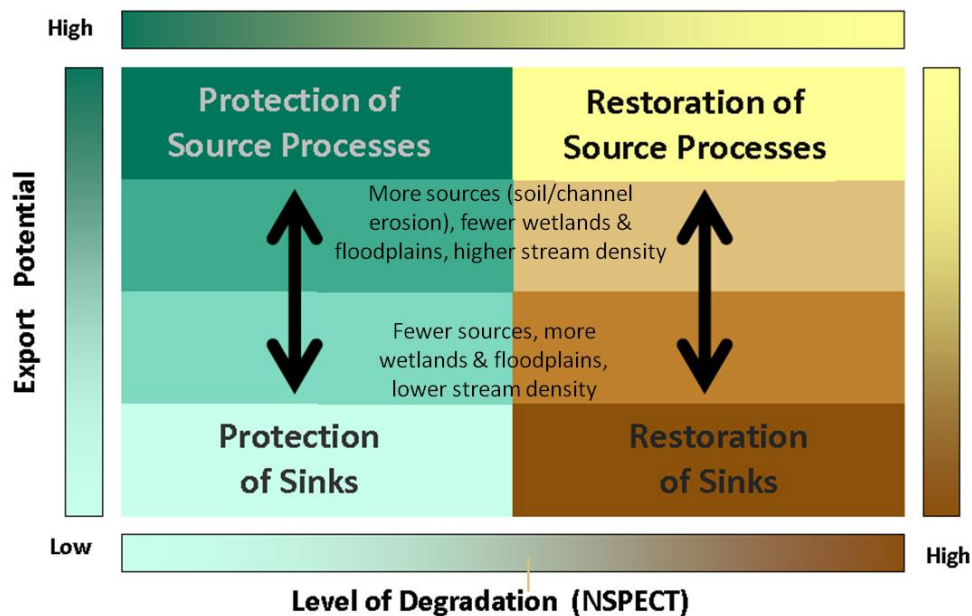 High
Protection of
Source Processes
Restoration of
Source Processes
More sources (soil/channel
erosion), fewer wetlands &
floodplains, higher stream density
Export Potential
Fewer sources, more
wetlands & floodplains,
lower stream density
Protection
of Sinks
Restoration
of Sinks
Low
High
Level of Degradation (NSPECT)